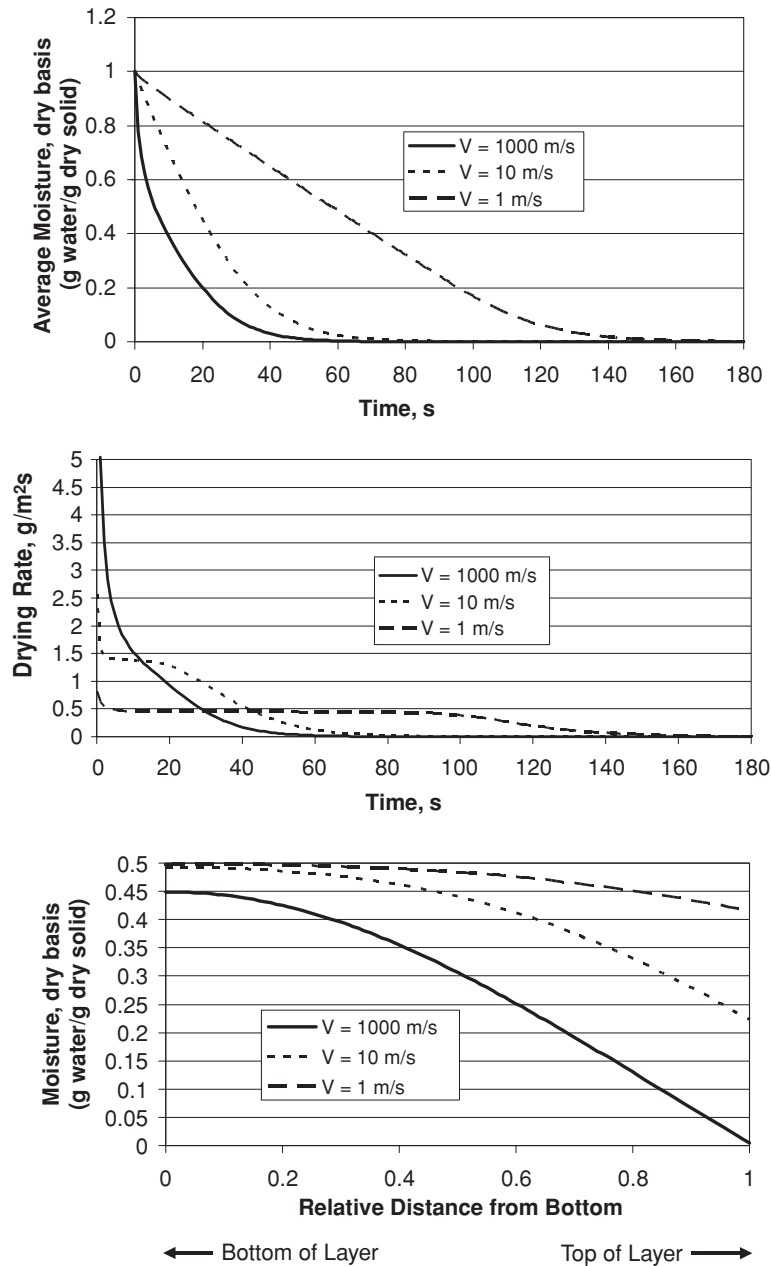 Average Moisture, dry basis
(g water/g dry solid)
1.2
1
0.8
0.6
0.4
0.2
0
V = 1000 m/s
V = 10 m/s
V = 1 m/s
0 20 40 60 80 100 120 140 160 180
Time, s
Drying Rate, g/m²s
5
4.5
4
3.5
3
2.5
2
1.5
1
0.5
0
V = 1000 m/s
V = 10 m/s
V = 1 m/s
0 20 40 60 80 100 120 140 160 180
Time, s
Moisture, dry basis
(g water/g dry solid)
0.5
0.45
0.4
0.35
0.3
0.25
0.2
0.15
0.1
0.05
0
V = 1000 m/s
V = 10 m/s
V = 1 m/s
0 0.2 0.4 0.6 0.8 1
Relative Distance from Bottom
← Bottom of Layer Top of Layer →